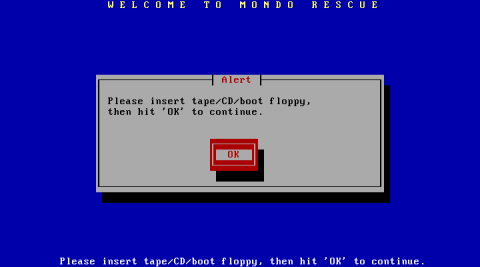 WELCOME TO MONDO RESCUE
Alert
Please insert tape/CD/boot floppy,
then hit 'OK' to continue.
OK
Please insert tape/CD/boot floppy, then hit 'OK' to continue.